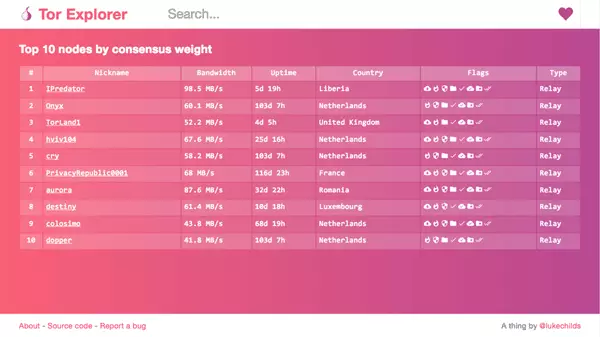 Tor Explorer Search...
Top 10 nodes by consensus weight
# Nickname Bandwidth Uptime Country Flags Type
1 IPredator 98.5 MB/s 5d 19h Liberia Relay
2 Onyx 60.1 MB/s 103d 7h Netherlands Relay
3 TorLand1 52.2 MB/s 4d 5h United Kingdom Relay
4 hviv104 67.6 MB/s 25d 16h Netherlands Relay
5 cry 58.2 MB/s 103d 7h Netherlands Relay
6 PrivacyRepublic0001 68 MB/s 116d 23h France Relay
7 aurora 87.6 MB/s 32d 22h Romania Relay
8 destiny 61.4 MB/s 10d 18h Luxembourg Relay
9 colosimo 43.8 MB/s 68d 19h Netherlands Relay
10 dopper 41.8 MB/s 103d 7h Netherlands Relay
About - Source code - Report a bug A thing by @lukechilds